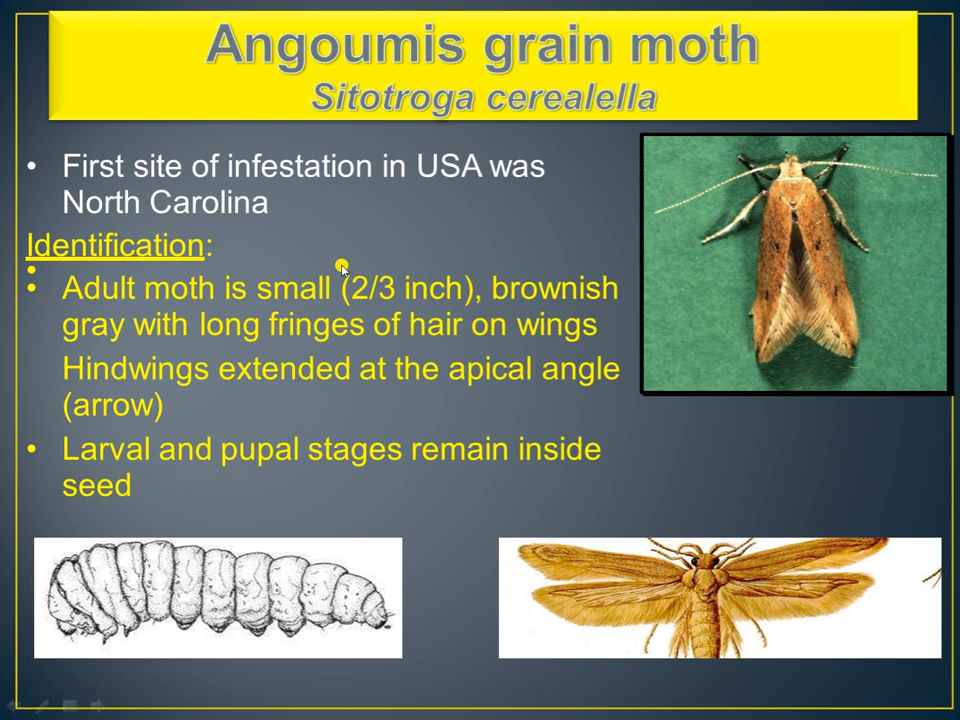 Angoumis grain moth
Sitotroga cerealella
• First site of infestation in USA was
North Carolina
Identification:
•
• Adult moth is small (2/3 inch), brownish
gray with long fringes of hair on wings
Hindwings extended at the apical angle
(arrow)
• Larval and pupal stages remain inside
seed